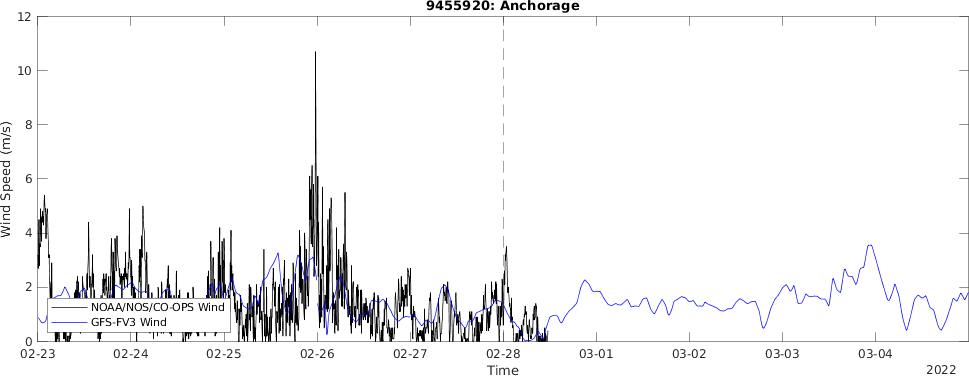 9455920: Anchorage
12
10
8
6
4
2
0
Wind Speed (m/s)
NOAA/NOS/CO-OPS Wind
GFS-FV3 Wind
02-23 02-24 02-25 02-26 02-27 02-28 03-01 03-02 03-03 03-04
Time
2022